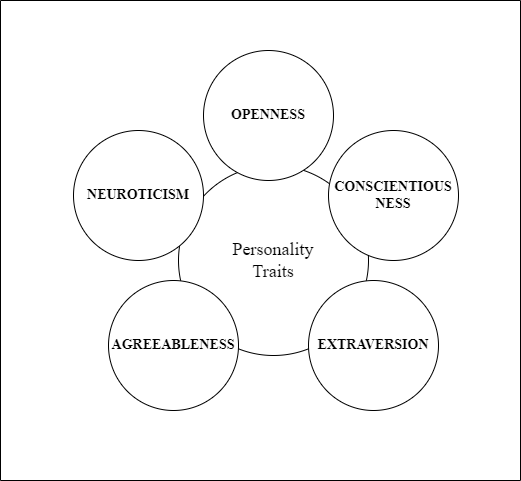 OPENNESS
NEUROTICISM
CONSCIENTIOUS
NESS
Personality
Traits
AGREEABLENESS
EXTRAVERSION